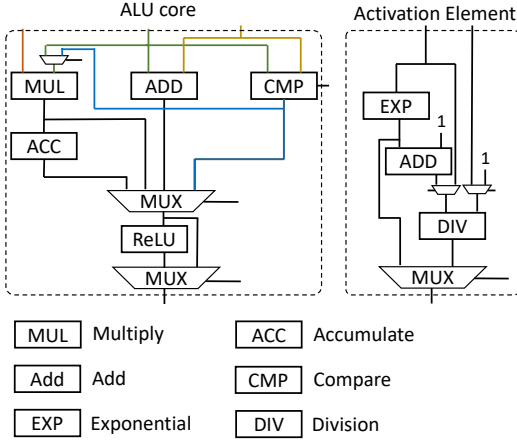 ALU core
Activation Element
MUL ADD CMP
EXP
1
ACC
ADD 1
MUX
DIV
ReLU
MUX MUX
MUL Multiply ACC Accumulate
Add Add CMP Compare
EXP Exponential DIV Division